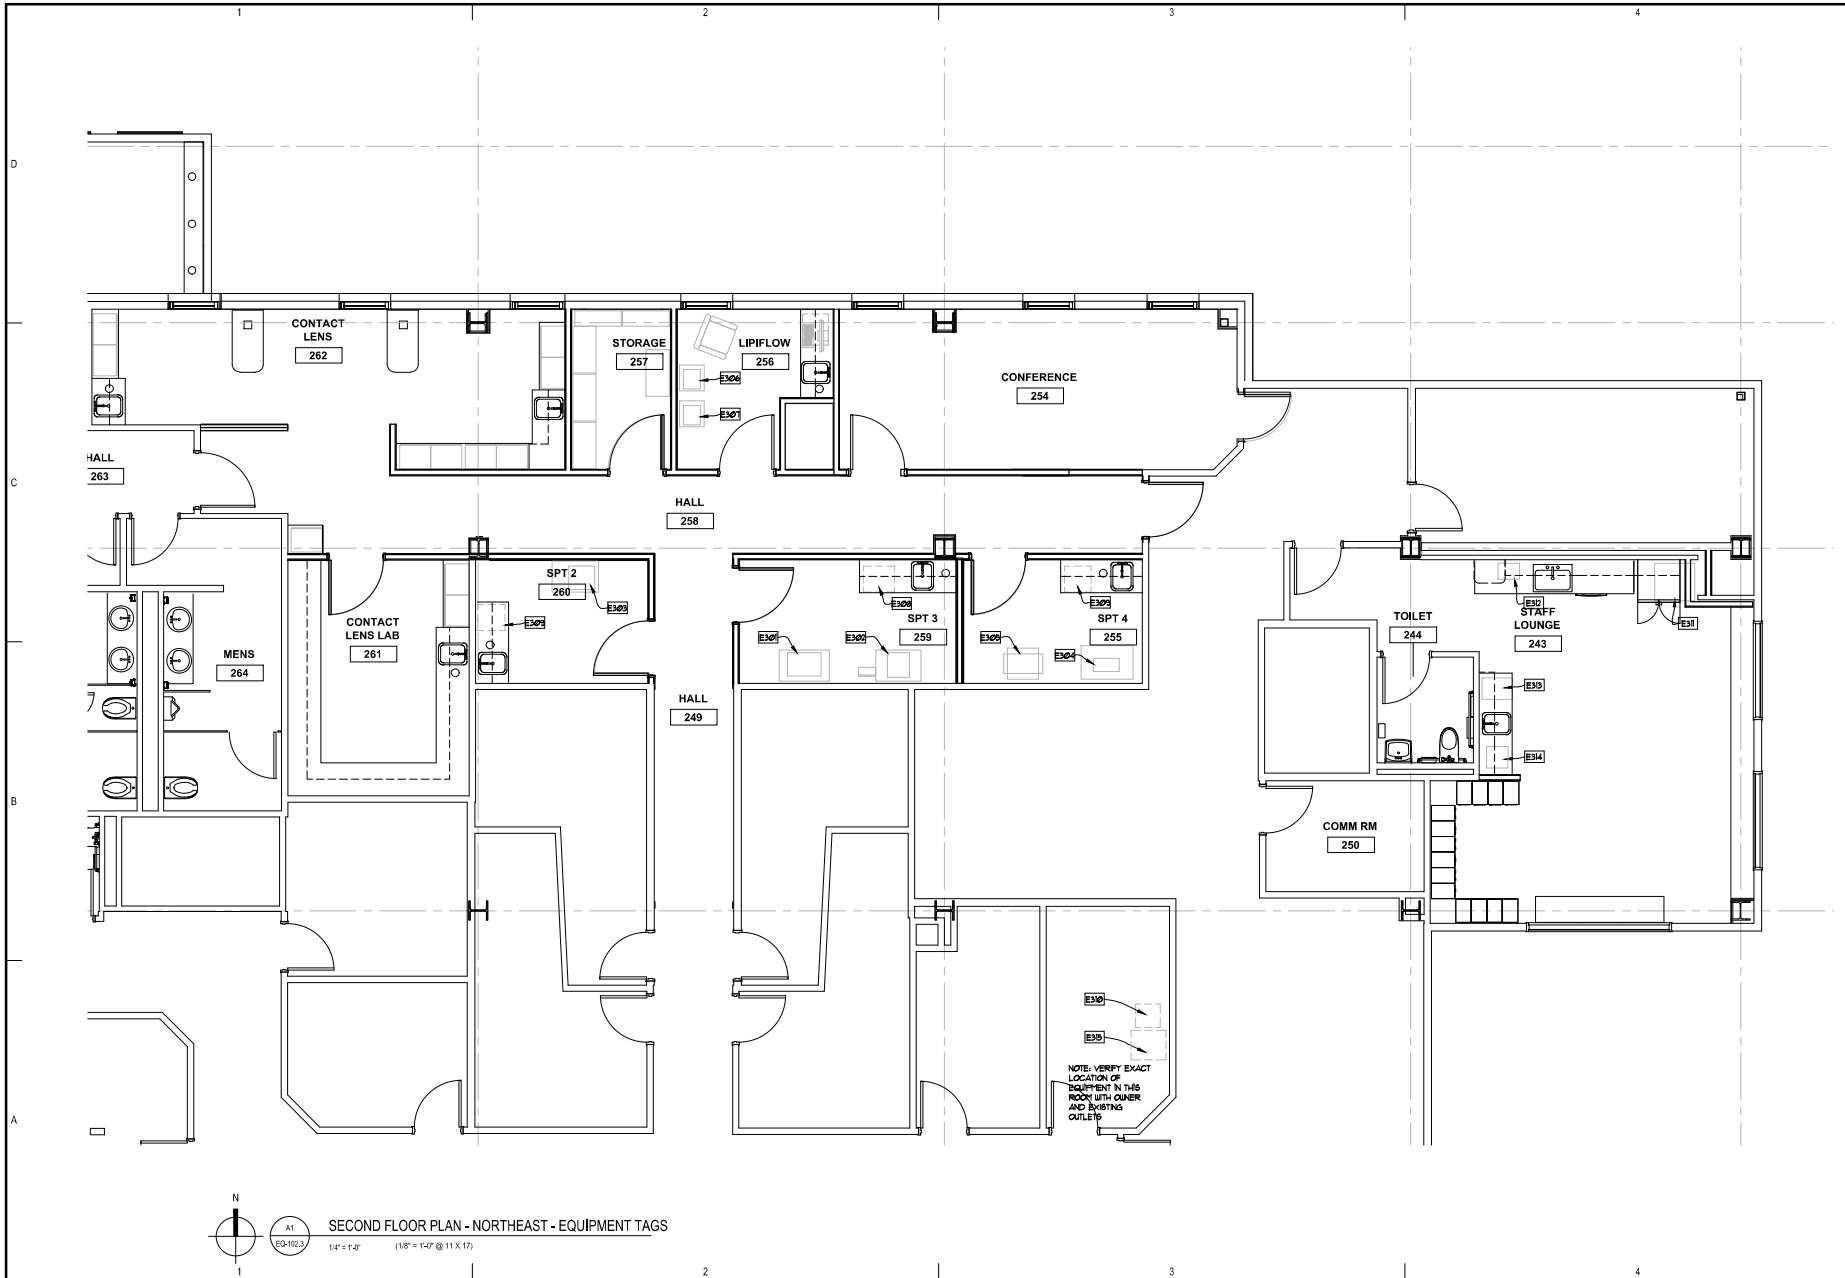 1 2 3 4
D
CONTACT
LENS
262
STORAGE
257
LIPIFLOW
256
E306
E307
CONFERENCE
254
HALL
263
C
HALL
258
SPT 2
260
E303
E309
CONTACT
LENS LAB
261
MENS
264
E308
SPT 3
259
E301
E302
E309
SPT 4
255
E305
E304
TOILET
244
E312
STAFF
LOUNGE
243
E311
E313
E314
HALL
249
B
COMM RM
250
E310
E315
NOTE: VERIFY EXACT
LOCATION OF
EQUIPMENT IN THIS
ROOM WITH OWNER
AND EXISTING
OUTLETS
A
N
A1
EQ-102.3
SECOND FLOOR PLAN - NORTHEAST - EQUIPMENT TAGS
1/4" = 1'-0" (1/8" = 1'-0" @ 11 X 17)
1 2 3 4